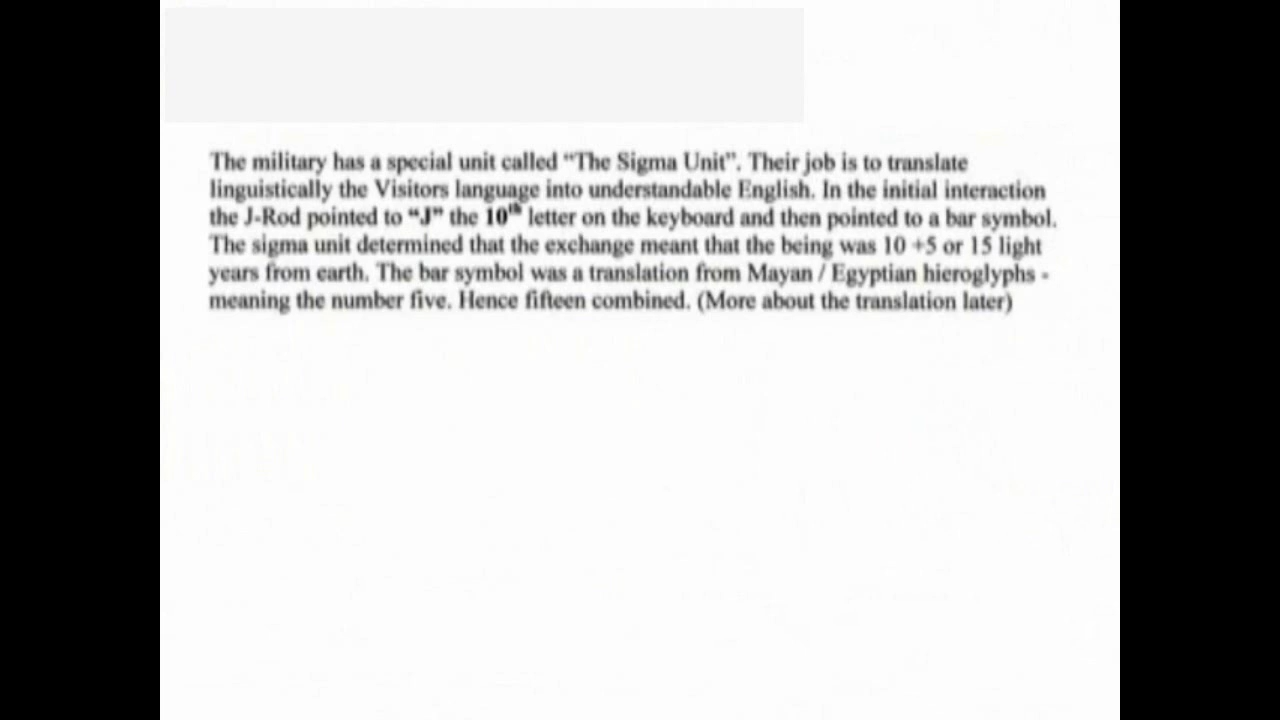 The military has a special unit called “The Sigma Unit”. Their job is to translate
linguistically the Visitors language into understandable English. In the initial interaction
the J-Rod pointed to “J” the 10th letter on the keyboard and then pointed to a bar symbol.
The sigma unit determined that the exchange meant that the being was 10 +5 or 15 light
years from earth. The bar symbol was a translation from Mayan / Egyptian hieroglyphs -
meaning the number five. Hence fifteen combined. (More about the translation later)